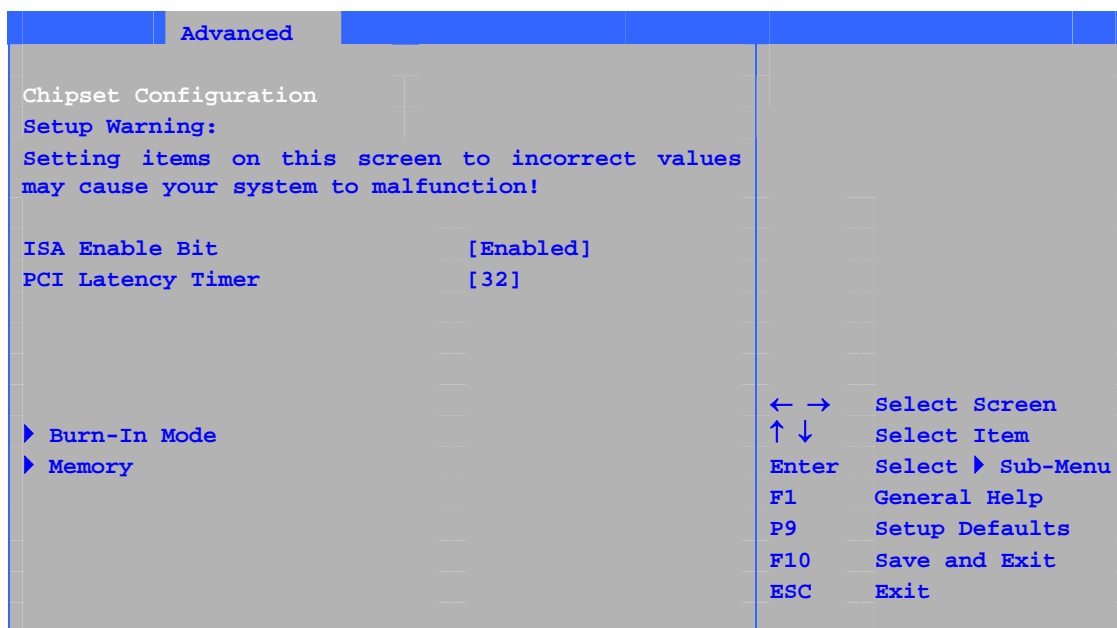 Advanced
Chipset Configuration
Setup Warning:
Setting items on this screen to incorrect values
may cause your system to malfunction!
ISA Enable Bit [Enabled]
PCI Latency Timer [32]
Burn-In Mode
Memory
← → Select Screen
↑ ↓ Select Item
Enter Select Sub-Menu
F1 General Help
P9 Setup Defaults
F10 Save and Exit
ESC Exit